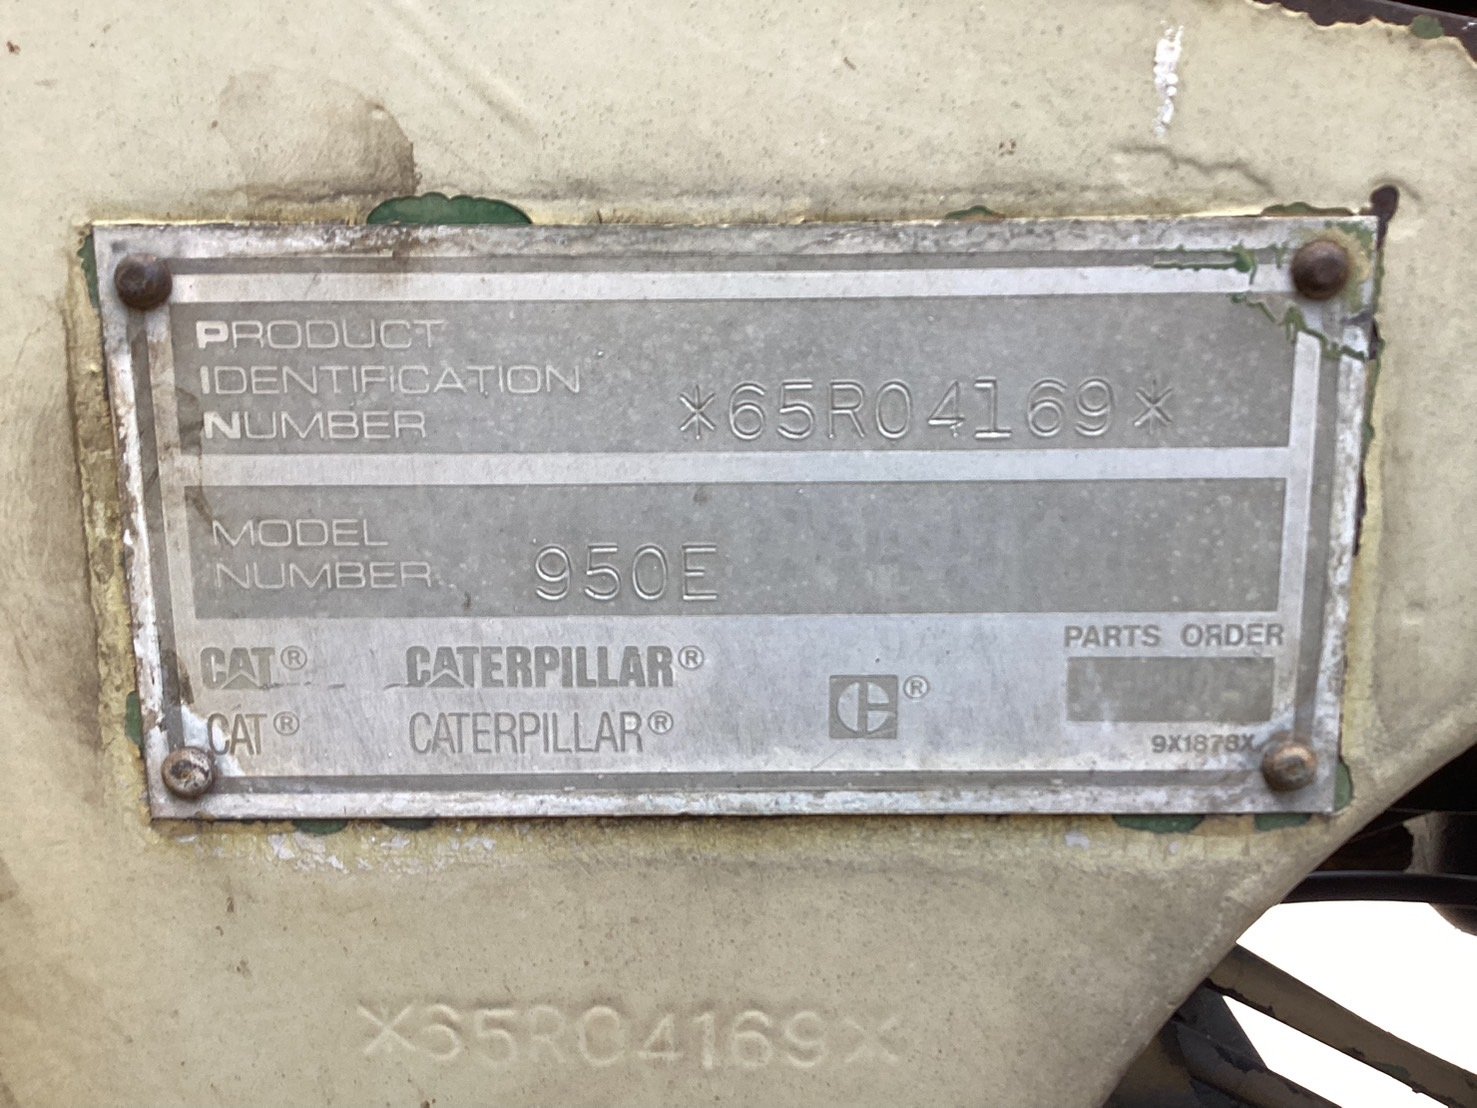 PRODUCT
IDENTIFICATION
NUMBER *65R04169*
MODEL
NUMBER 950E
PARTS ORDER
CAT® CATERPILLAR®
CAT® CATERPILLAR® ®
9X1878X
*65R04169*